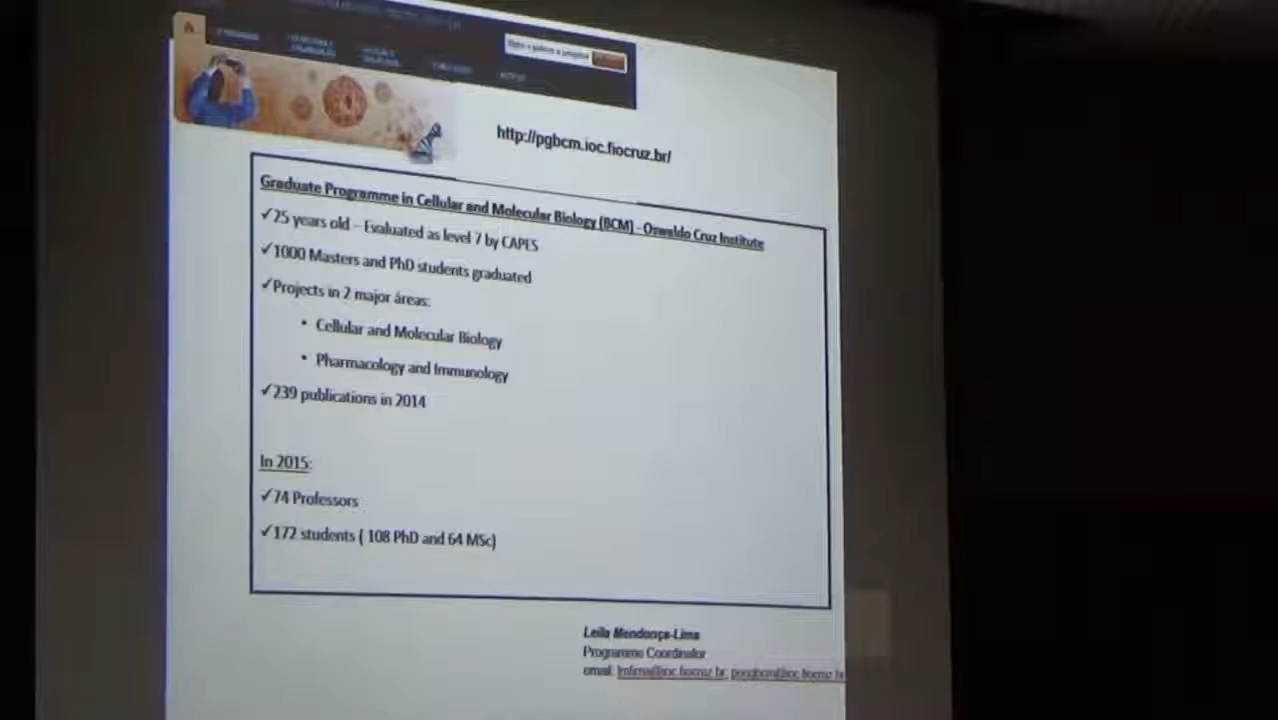 http://pgbcm.ioc.fiocruz.br/
Graduate Programme in Cellular and Molecular Biology (BCM) - Oswaldo Cruz Institute
✓25 years old – Evaluated as level 7 by CAPES
✓1000 Masters and PhD students graduated
✓Projects in 2 major áreas:
• Cellular and Molecular Biology
• Pharmacology and Immunology
✓239 publications in 2014
In 2015:
✓74 Professors
✓172 students ( 108 PhD and 64 MSc)
Leila Mendonça-Lima
Programme Coordinator
email: